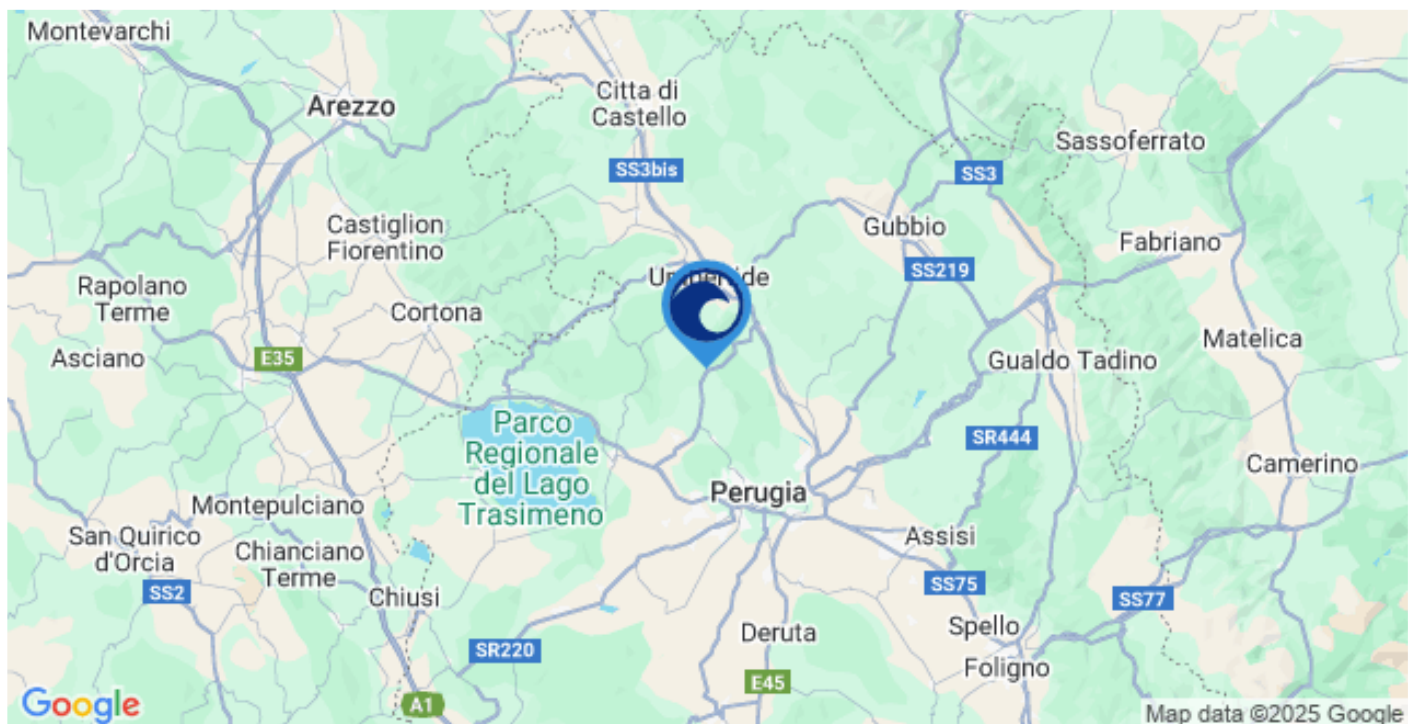 Montevarchi
Arezzo
Citta di
Castello
Sassoferrato
SS3bis
SS3
Castiglion
Fiorentino
Gubbio
Fabriano
SS219
Rapolano
Terme
Cortona
Matelica
Asciano
E35
Gualdo Tadino
Parco
Regionale
del Lago
Trasimeno
SR444
Camerino
Perugia
Montepulciano
San Quirico
d'Orcia
Assisi
Chianciano
Terme
SS75
SS2
Chiusi
SS77
Deruta
Spello
SR220
Foligno
E45
A1
Google
Map data ©2025 Google